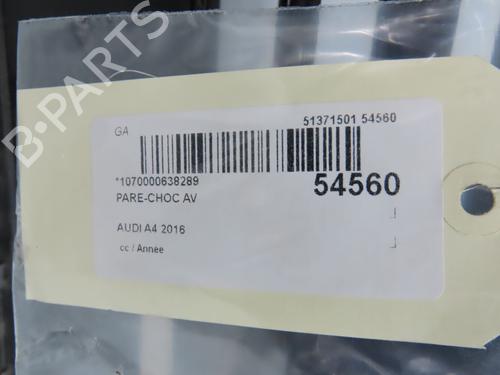 B-PARTS
GA
51371501 54560
*1070000638289
54560
PARE-CHOC AV
AUDI A4 2016
cc / Annee